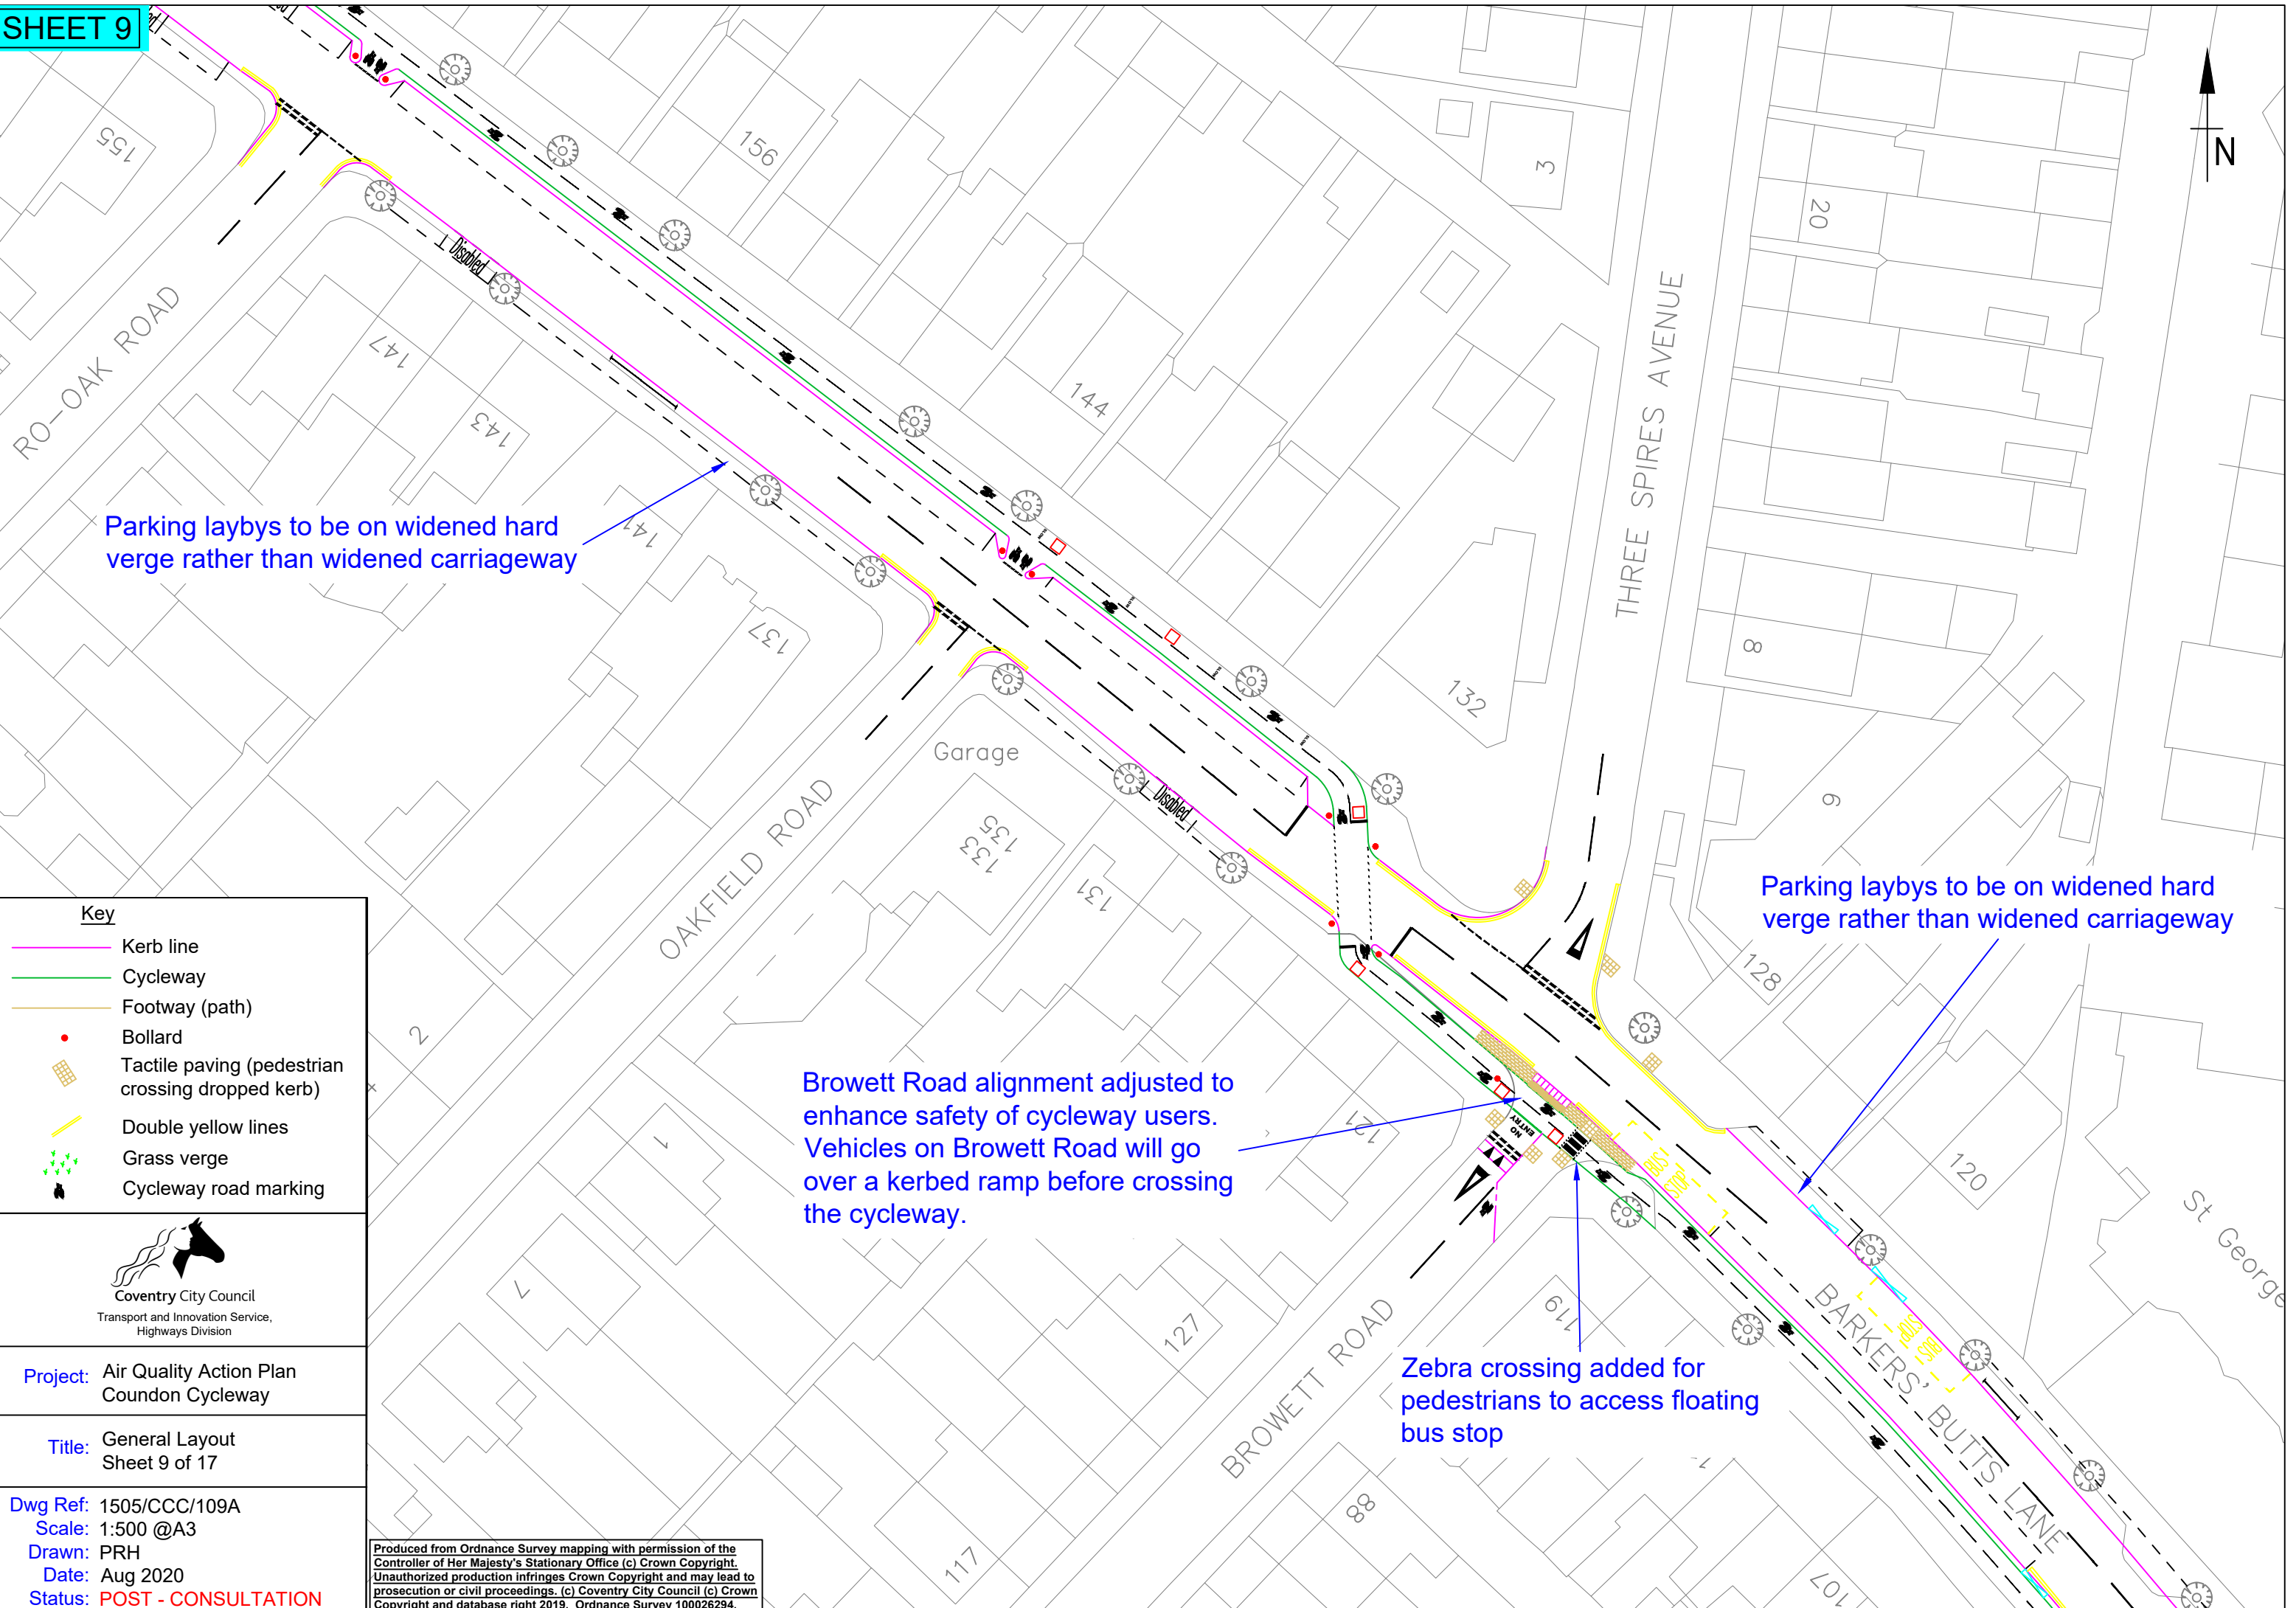 SHEET 9
N
155
156
3
20
RO-OAK ROAD
Disabled
147
143
144
THREE SPIRES AVENUE
Parking laybys to be on widened hard
verge rather than widened carriageway
141
137
132
8
6
Garage
Disabled
135
133
131
OAKFIELD ROAD
Parking laybys to be on widened hard
verge rather than widened carriageway
128
2
1
7
Browett Road alignment adjusted to
enhance safety of cycleway users.
Vehicles on Browett Road will go
over a kerbed ramp before crossing
the cycleway.
121
NO
ENTRY
BUS
STOP
120
St George
BUS STOP
119
127
BARKERS' BUTTS LANE
BROWETT ROAD
Zebra crossing added for
pedestrians to access floating
bus stop
88
117
107
Key
Kerb line
Cycleway
Footway (path)
Bollard
Tactile paving (pedestrian
crossing dropped kerb)
Double yellow lines
Grass verge
Cycleway road marking
Coventry City Council
Transport and Innovation Service,
Highways Division
Project: Air Quality Action Plan
Coundon Cycleway
Title: General Layout
Sheet 9 of 17
Dwg Ref: 1505/CCC/109A
Scale: 1:500 @A3
Drawn: PRH
Date: Aug 2020
Status: POST - CONSULTATION
Produced from Ordnance Survey mapping with permission of the
Controller of Her Majesty's Stationary Office (c) Crown Copyright.
Unauthorized production infringes Crown Copyright and may lead to
prosecution or civil proceedings. (c) Coventry City Council (c) Crown
Copyright and database right 2019. Ordnance Survey 100026294.